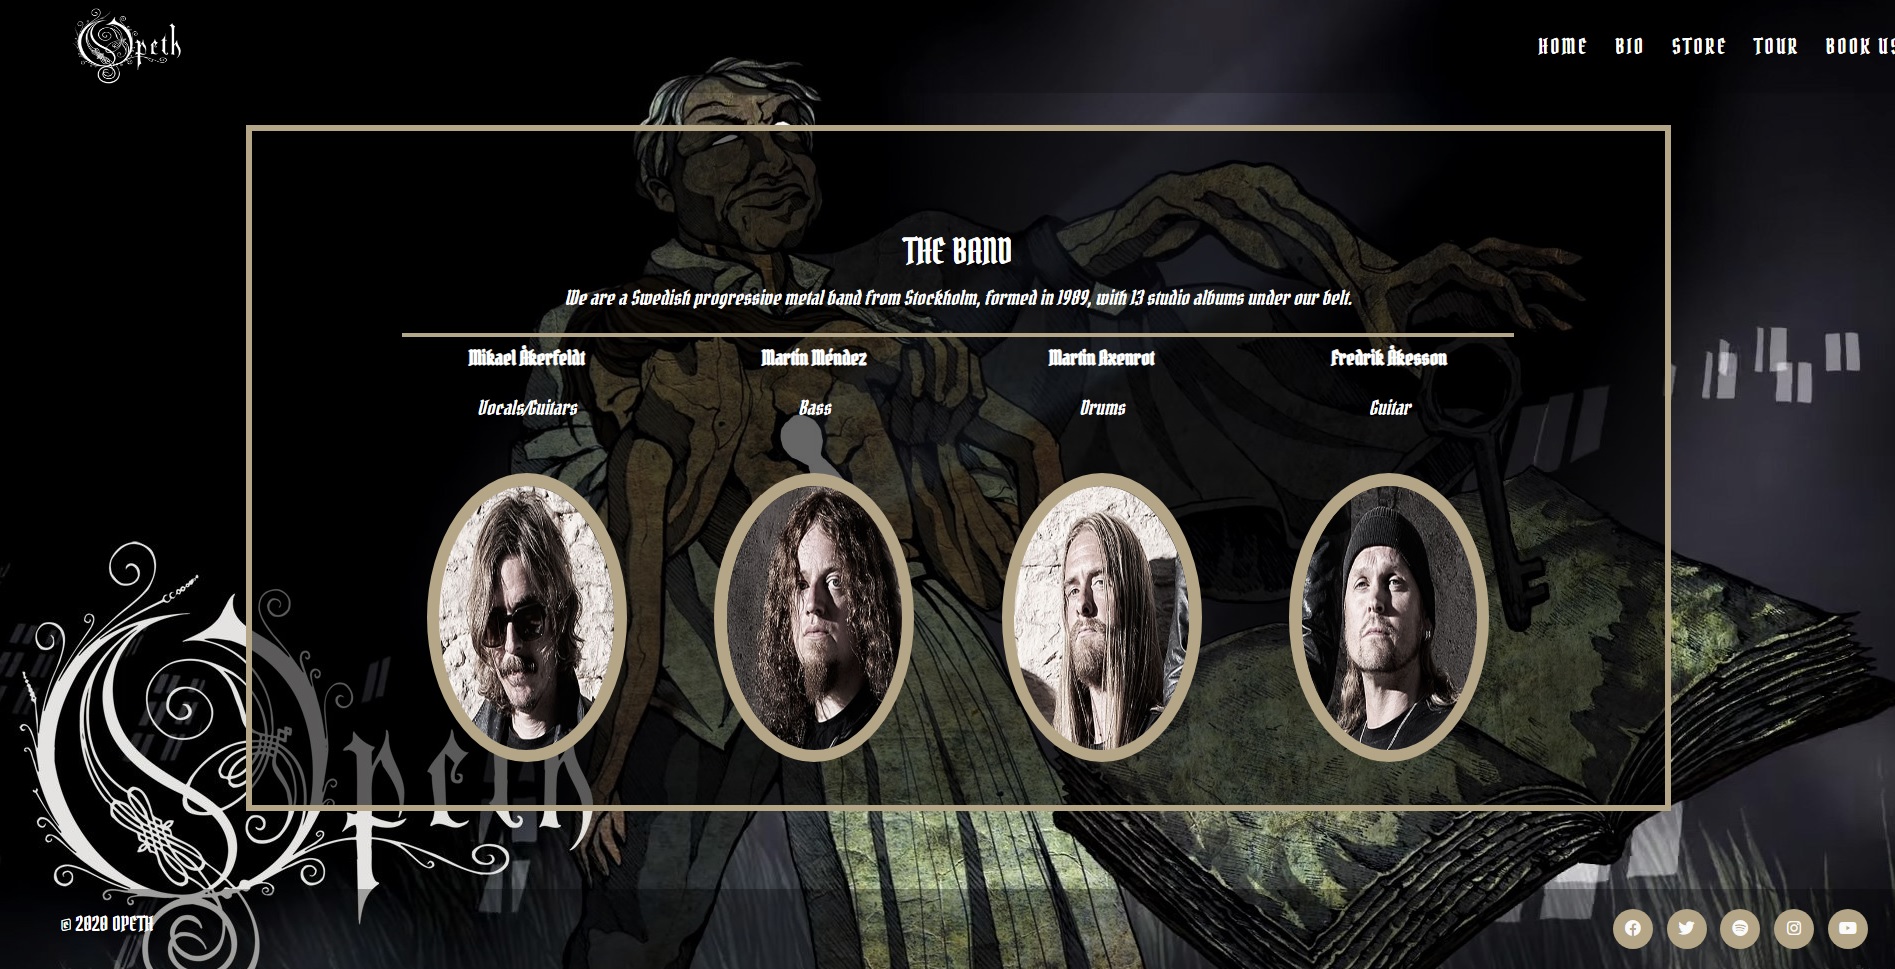 Opeth
HOME BIO STORE TOUR BOOK US
THE BAND
We are a Swedish progressive metal band from Stockholm, formed in 1989, with 13 studio albums under our belt.
Mikael Åkerfeldt Martín Méndez Martin Axenrot Fredrik Åkesson
Vocals/Guitars Bass Drums Guitar
Opeth
© 2020 OPETH